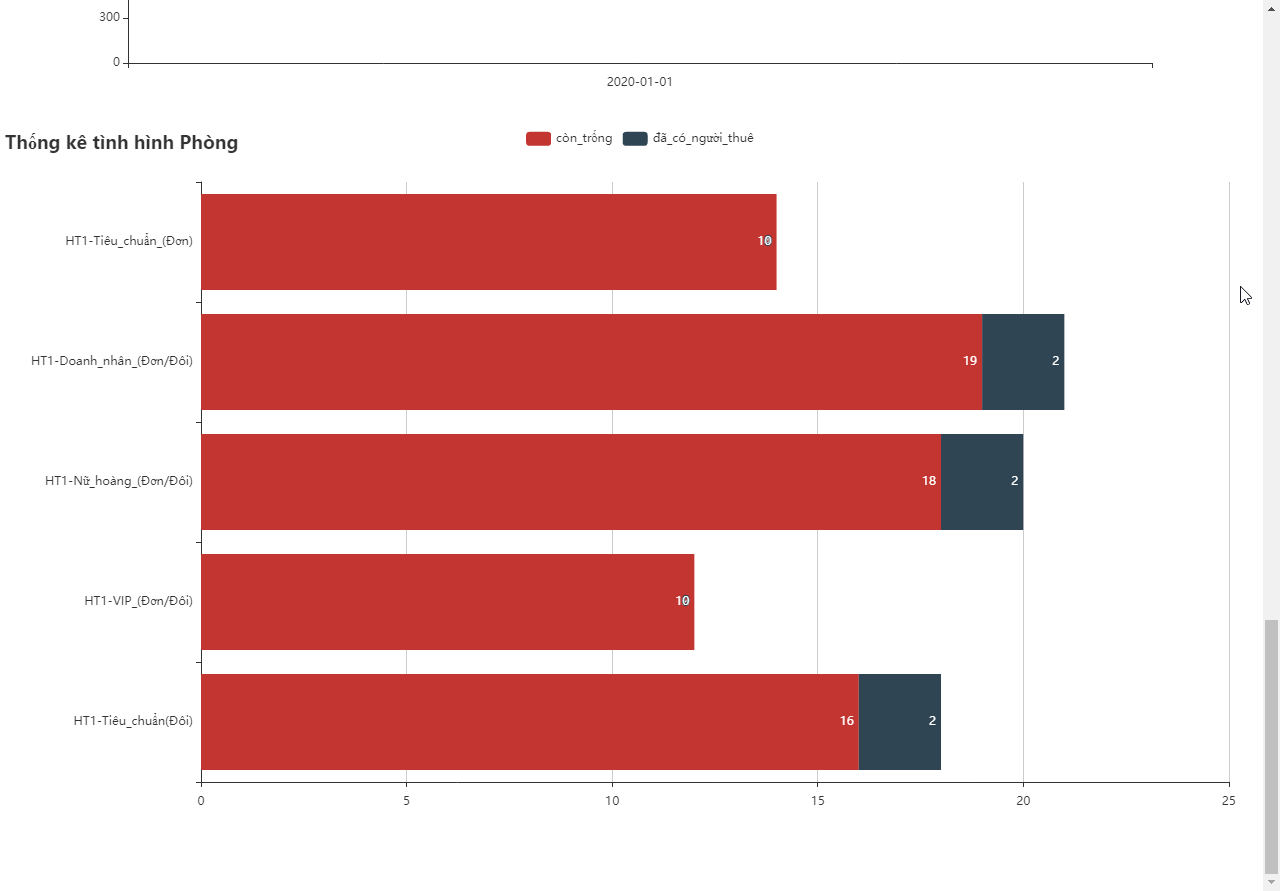 300
0
2020-01-01
Thống kê tình hình Phòng
còn_trống đã_có_người_thuê
HT1-Tiêu_chuẩn_(Đơn)
HT1-Doanh_nhân_(Đơn/Đôi) 19 2
HT1-Nữ_hoàng_(Đơn/Đôi) 18 2
HT1-VIP_(Đơn/Đôi)
HT1-Tiêu_chuẩn(Đôi) 16 2
0 5 10 15 20 25